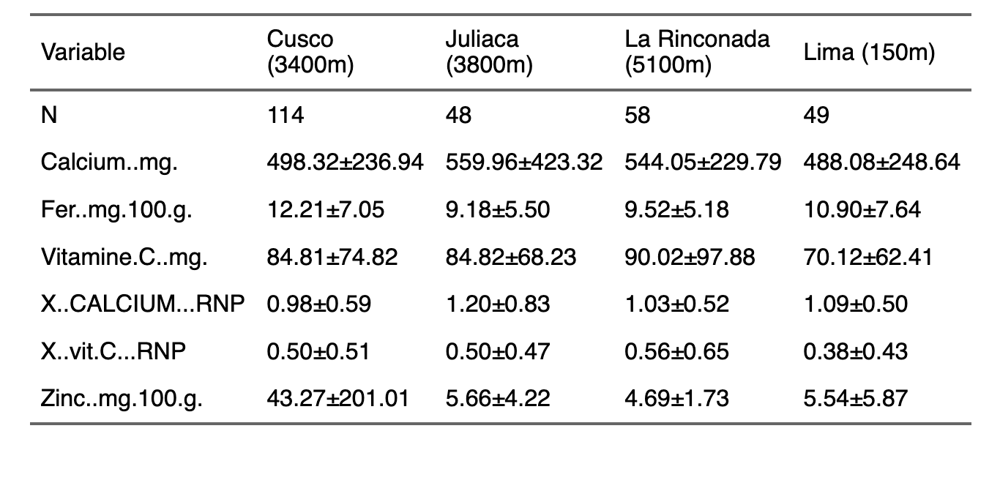 Variable Cusco (3400m) Juliaca (3800m) La Rinconada (5100m) Lima (150m)
N 114 48 58 49
Calcium..mg. 498.32±236.94 559.96±423.32 544.05±229.79 488.08±248.64
Fer..mg.100.g. 12.21±7.05 9.18±5.50 9.52±5.18 10.90±7.64
Vitamine.C..mg. 84.81±74.82 84.82±68.23 90.02±97.88 70.12±62.41
X..CALCIUM...RNP 0.98±0.59 1.20±0.83 1.03±0.52 1.09±0.50
X..vit.C...RNP 0.50±0.51 0.50±0.47 0.56±0.65 0.38±0.43
Zinc..mg.100.g. 43.27±201.01 5.66±4.22 4.69±1.73 5.54±5.87